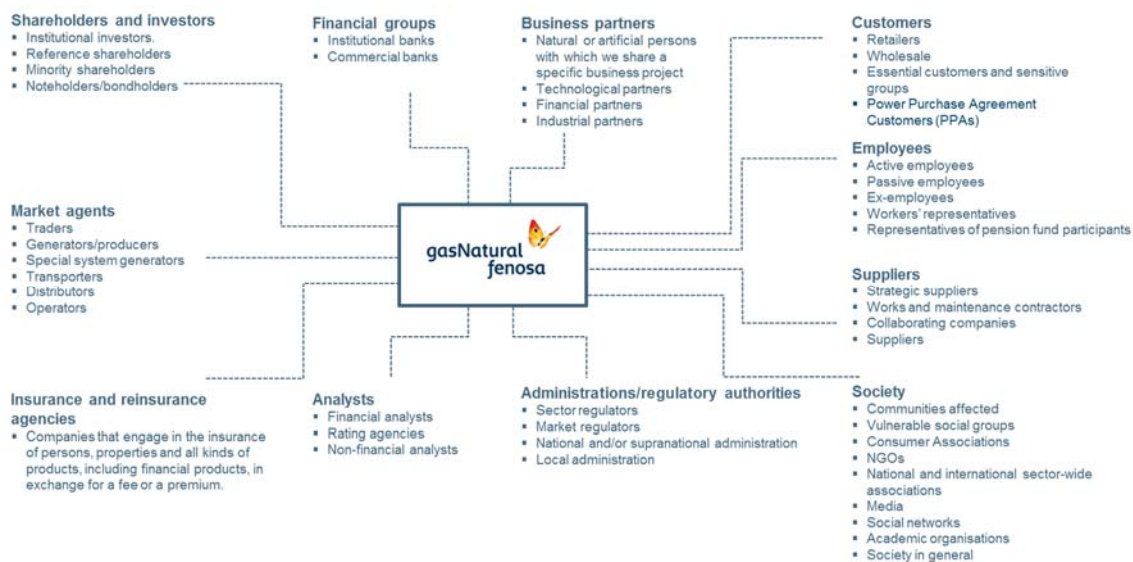 Shareholders and investors
▪ Institutional investors.
▪ Reference shareholders
▪ Minority shareholders
▪ Noteholders/bondholders
Financial groups
▪ Institutional banks
▪ Commercial banks
Business partners
▪ Natural or artificial persons
with which we share a
specific business project
▪ Technological partners
▪ Financial partners
▪ Industrial partners
Customers
▪ Retailers
▪ Wholesale
▪ Essential customers and sensitive
groups
▪ Power Purchase Agreement
Customers (PPAs)
Employees
▪ Active employees
▪ Passive employees
▪ Ex-employees
▪ Workers' representatives
▪ Representatives of pension fund participants
Market agents
▪ Traders
▪ Generators/producers
▪ Special system generators
▪ Transporters
▪ Distributors
▪ Operators
gasNatural
fenosa
Suppliers
▪ Strategic suppliers
▪ Works and maintenance contractors
▪ Collaborating companies
▪ Suppliers
Insurance and reinsurance
agencies
▪ Companies that engage in the insurance
of persons, properties and all kinds of
products, including financial products, in
exchange for a fee or a premium.
Analysts
▪ Financial analysts
▪ Rating agencies
▪ Non-financial analysts
Administrations/regulatory authorities
▪ Sector regulators
▪ Market regulators
▪ National and/or supranational administration
▪ Local administration
Society
▪ Communities affected
▪ Vulnerable social groups
▪ Consumer Associations
▪ NGOs
▪ National and international sector-wide
associations
▪ Media
▪ Social networks
▪ Academic organisations
▪ Society in general